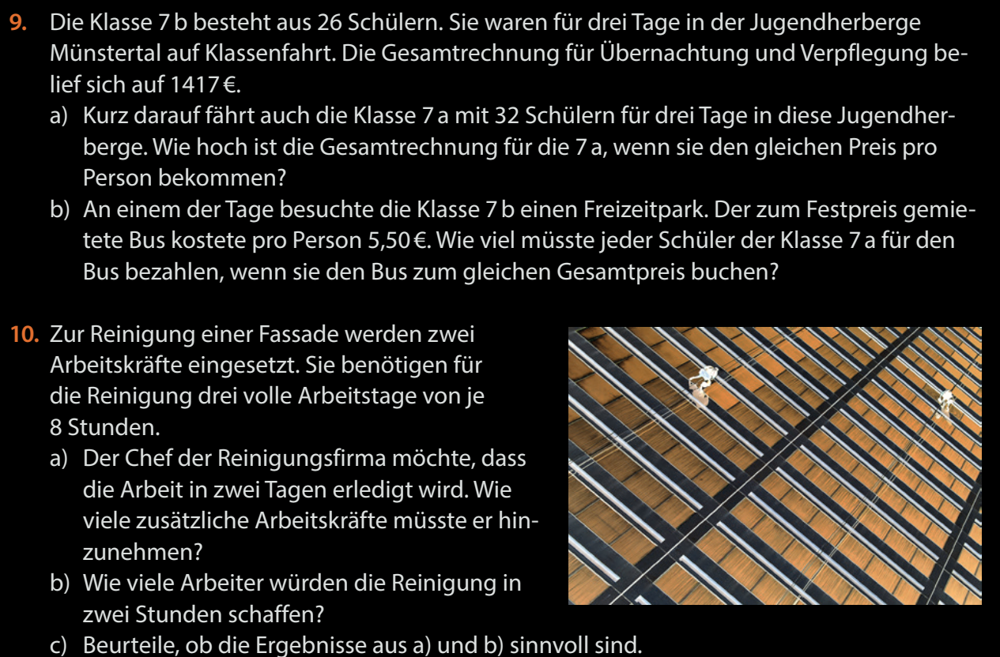 9. Die Klasse 7 b besteht aus 26 Schülern. Sie waren für drei Tage in der Jugendherberge
Münstertal auf Klassenfahrt. Die Gesamtrechnung für Übernachtung und Verpflegung be-
lief sich auf 1417 €.
a) Kurz darauf fährt auch die Klasse 7 a mit 32 Schülern für drei Tage in diese Jugendher-
berge. Wie hoch ist die Gesamtrechnung für die 7 a, wenn sie den gleichen Preis pro
Person bekommen?
b) An einem der Tage besuchte die Klasse 7 b einen Freizeitpark. Der zum Festpreis gemie-
tete Bus kostete pro Person 5,50 €. Wie viel müsste jeder Schüler der Klasse 7 a für den
Bus bezahlen, wenn sie den Bus zum gleichen Gesamtpreis buchen?
10. Zur Reinigung einer Fassade werden zwei
Arbeitskräfte eingesetzt. Sie benötigen für
die Reinigung drei volle Arbeitstage von je
8 Stunden.
a) Der Chef der Reinigungsfirma möchte, dass
die Arbeit in zwei Tagen erledigt wird. Wie
viele zusätzliche Arbeitskräfte müsste er hin-
zunehmen?
b) Wie viele Arbeiter würden die Reinigung in
zwei Stunden schaffen?
c) Beurteile, ob die Ergebnisse aus a) und b) sinnvoll sind.